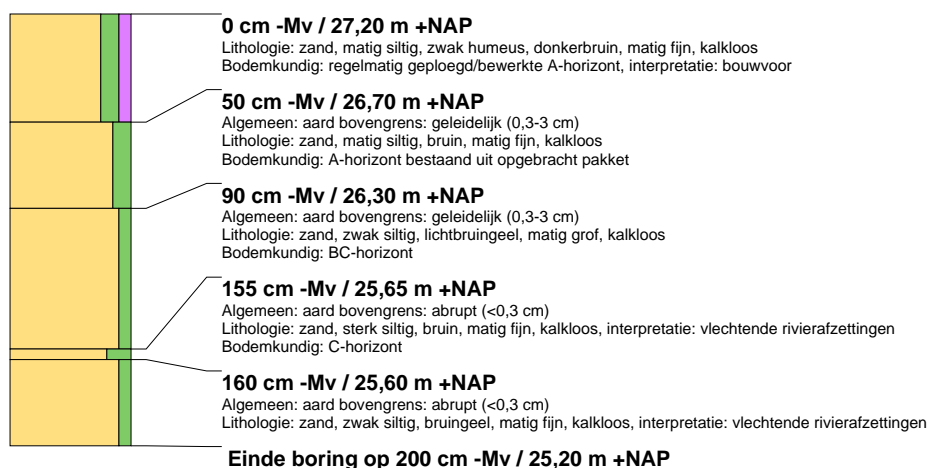 0 cm -Mv / 27,20 m +NAP
Lithologie: zand, matig siltig, zwak humeus, donkerbruin, matig fijn, kalkloos
Bodemkundig: regelmatig geploegd/bewerkte A-horizont, interpretatie: bouwvoor
50 cm -Mv / 26,70 m +NAP
Algemeen: aard bovengrens: geleidelijk (0,3-3 cm)
Lithologie: zand, matig siltig, bruin, matig fijn, kalkloos
Bodemkundig: A-horizont bestaand uit opgebracht pakket
90 cm -Mv / 26,30 m +NAP
Algemeen: aard bovengrens: geleidelijk (0,3-3 cm)
Lithologie: zand, zwak siltig, lichtbruingeel, matig grof, kalkloos
Bodemkundig: BC-horizont
155 cm -Mv / 25,65 m +NAP
Algemeen: aard bovengrens: abrupt (<0,3 cm)
Lithologie: zand, sterk siltig, bruin, matig fijn, kalkloos, interpretatie: vlechtende rivierafzettingen
Bodemkundig: C-horizont
160 cm -Mv / 25,60 m +NAP
Algemeen: aard bovengrens: abrupt (<0,3 cm)
Lithologie: zand, zwak siltig, bruingeel, matig fijn, kalkloos, interpretatie: vlechtende rivierafzettingen
Einde boring op 200 cm -Mv / 25,20 m +NAP